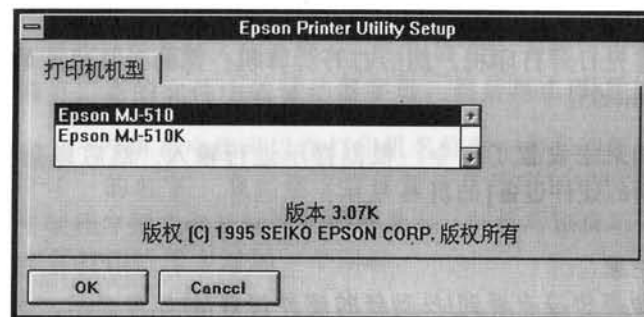 Epson Printer Utility Setup
打印机机型
Epson MJ-510
Epson MJ-510K
版本 3.07K
版权 [C] 1995 SEIKO EPSON CORP. 版权所有
OK
Cancel